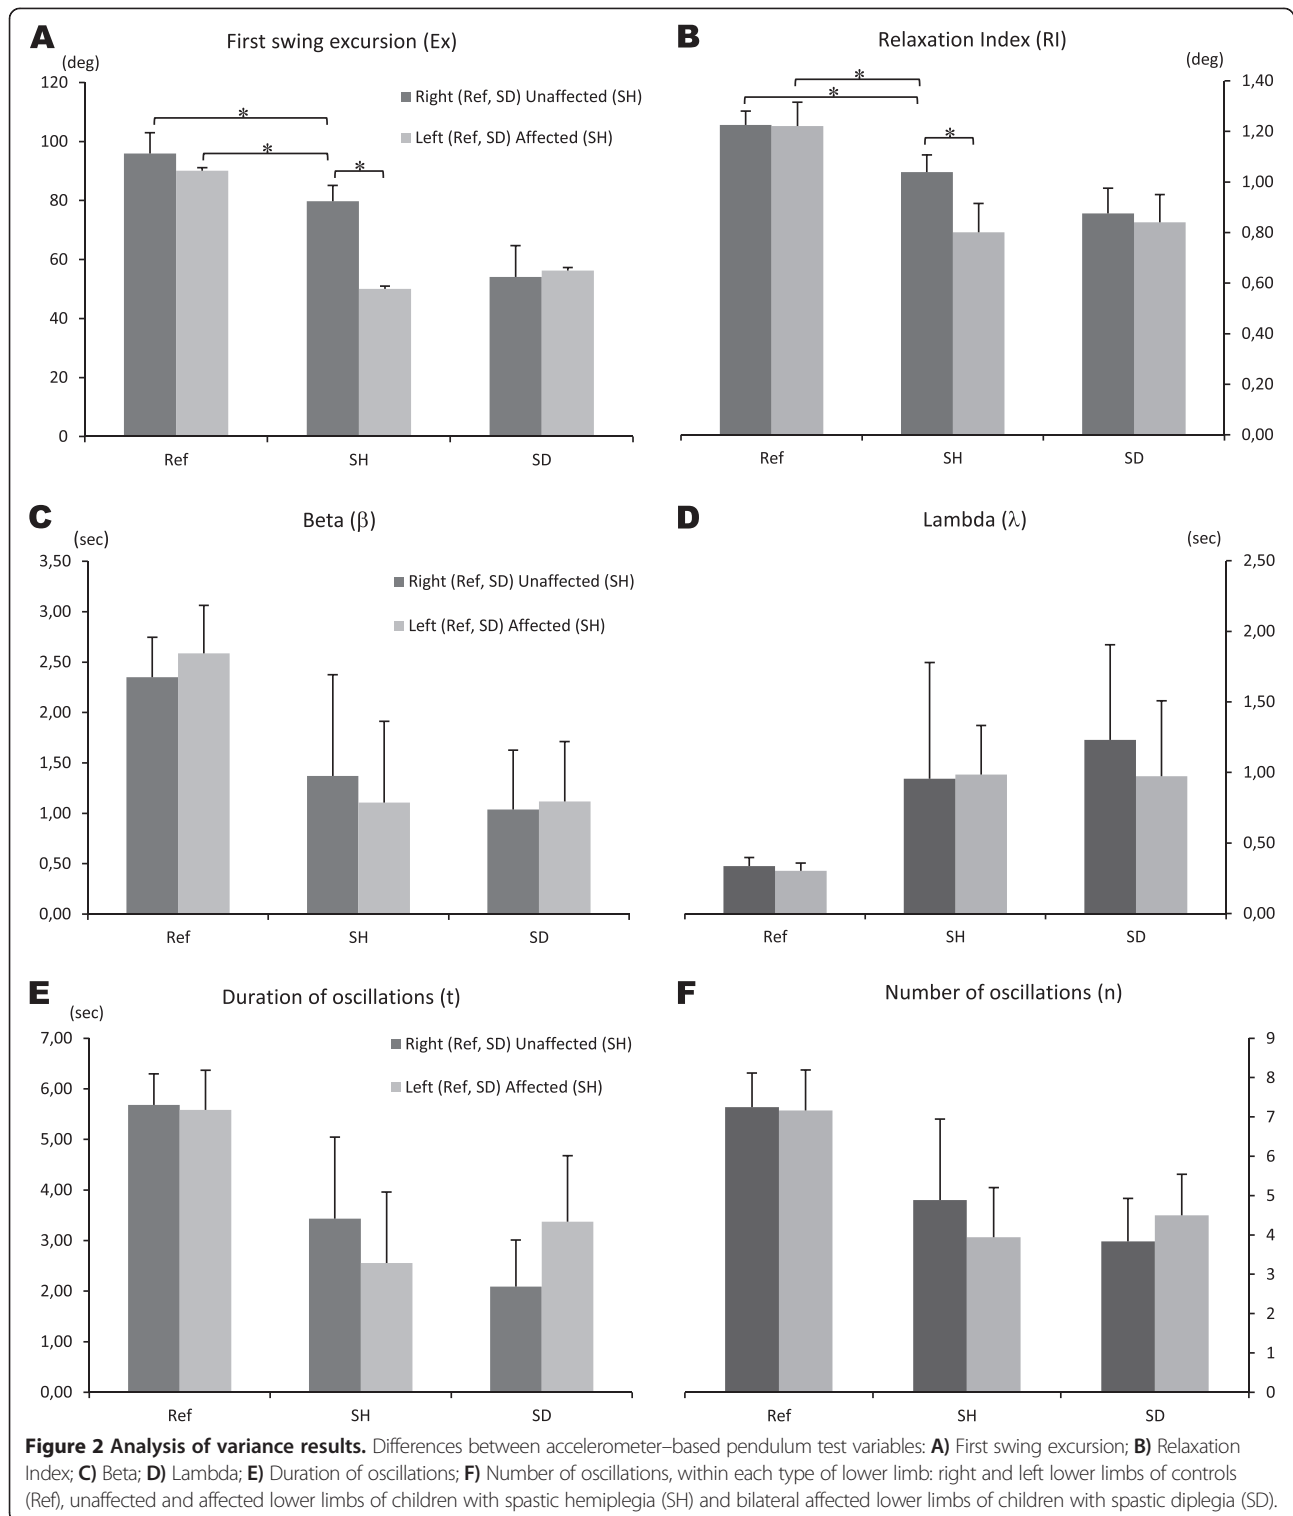 A
First swing excursion (Ex)
(deg)
120
100
80
60
40
20
0
Right (Ref, SD) Unaffected (SH)
Left (Ref, SD) Affected (SH)
*
*
*
Ref SH SD
B
Relaxation Index (RI)
(deg)
1,40
1,20
1,00
0,80
0,60
0,40
0,20
0,00
*
*
*
Ref SH SD
C
Beta (β)
(sec)
3,50
3,00
2,50
2,00
1,50
1,00
0,50
0,00
Right (Ref, SD) Unaffected (SH)
Left (Ref, SD) Affected (SH)
Ref SH SD
D
Lambda (λ)
(sec)
2,50
2,00
1,50
1,00
0,50
0,00
Ref SH SD
E
Duration of oscillations (t)
(sec)
7,00
6,00
5,00
4,00
3,00
2,00
1,00
0,00
Right (Ref, SD) Unaffected (SH)
Left (Ref, SD) Affected (SH)
Ref SH SD
F
Number of oscillations (n)
9
8
7
6
5
4
3
2
1
0
Ref SH SD
Figure 2 Analysis of variance results. Differences between accelerometer–based pendulum test variables: A) First swing excursion; B) Relaxation
Index; C) Beta; D) Lambda; E) Duration of oscillations; F) Number of oscillations, within each type of lower limb: right and left lower limbs of controls
(Ref), unaffected and affected lower limbs of children with spastic hemiplegia (SH) and bilateral affected lower limbs of children with spastic diplegia (SD).